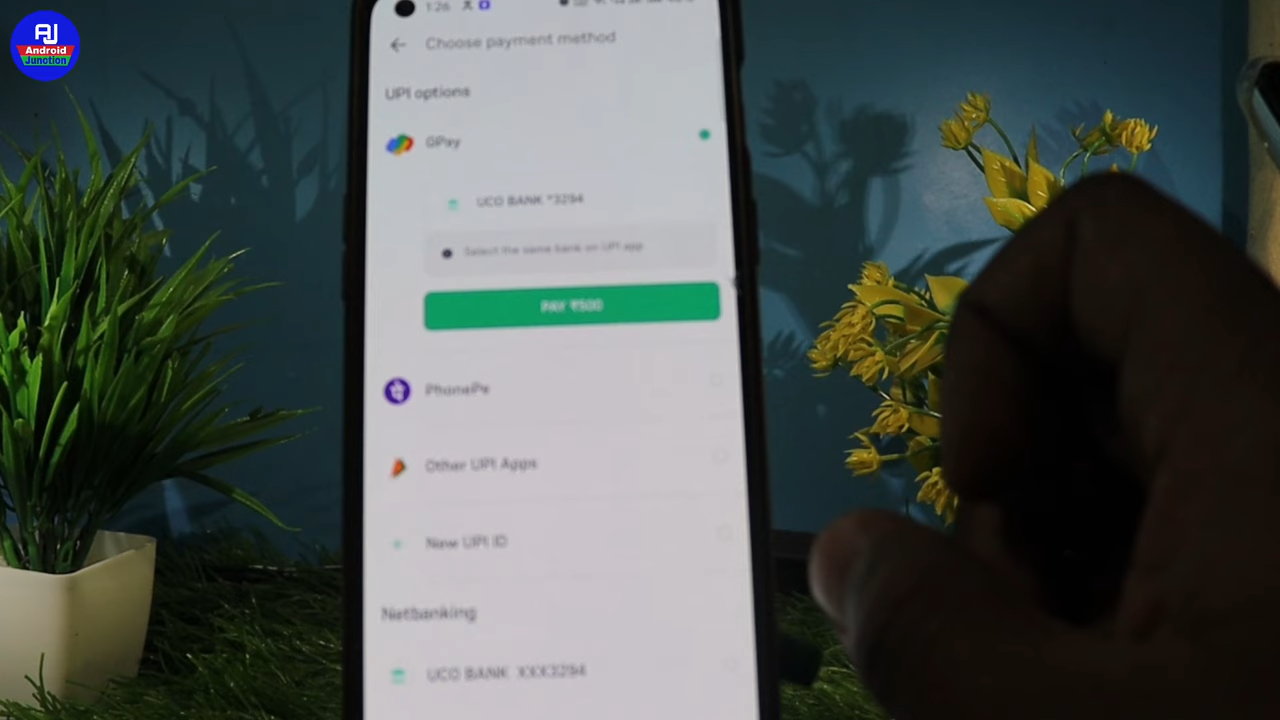 AJ
Android
Junction
1:26
Choose payment method
UPI options
GPay
UCO BANK *3294
Select the same bank on UPI app
PAY ₹500
PhonePe
Other UPI Apps
New UPI ID
Netbanking
UCO BANK XXX3294